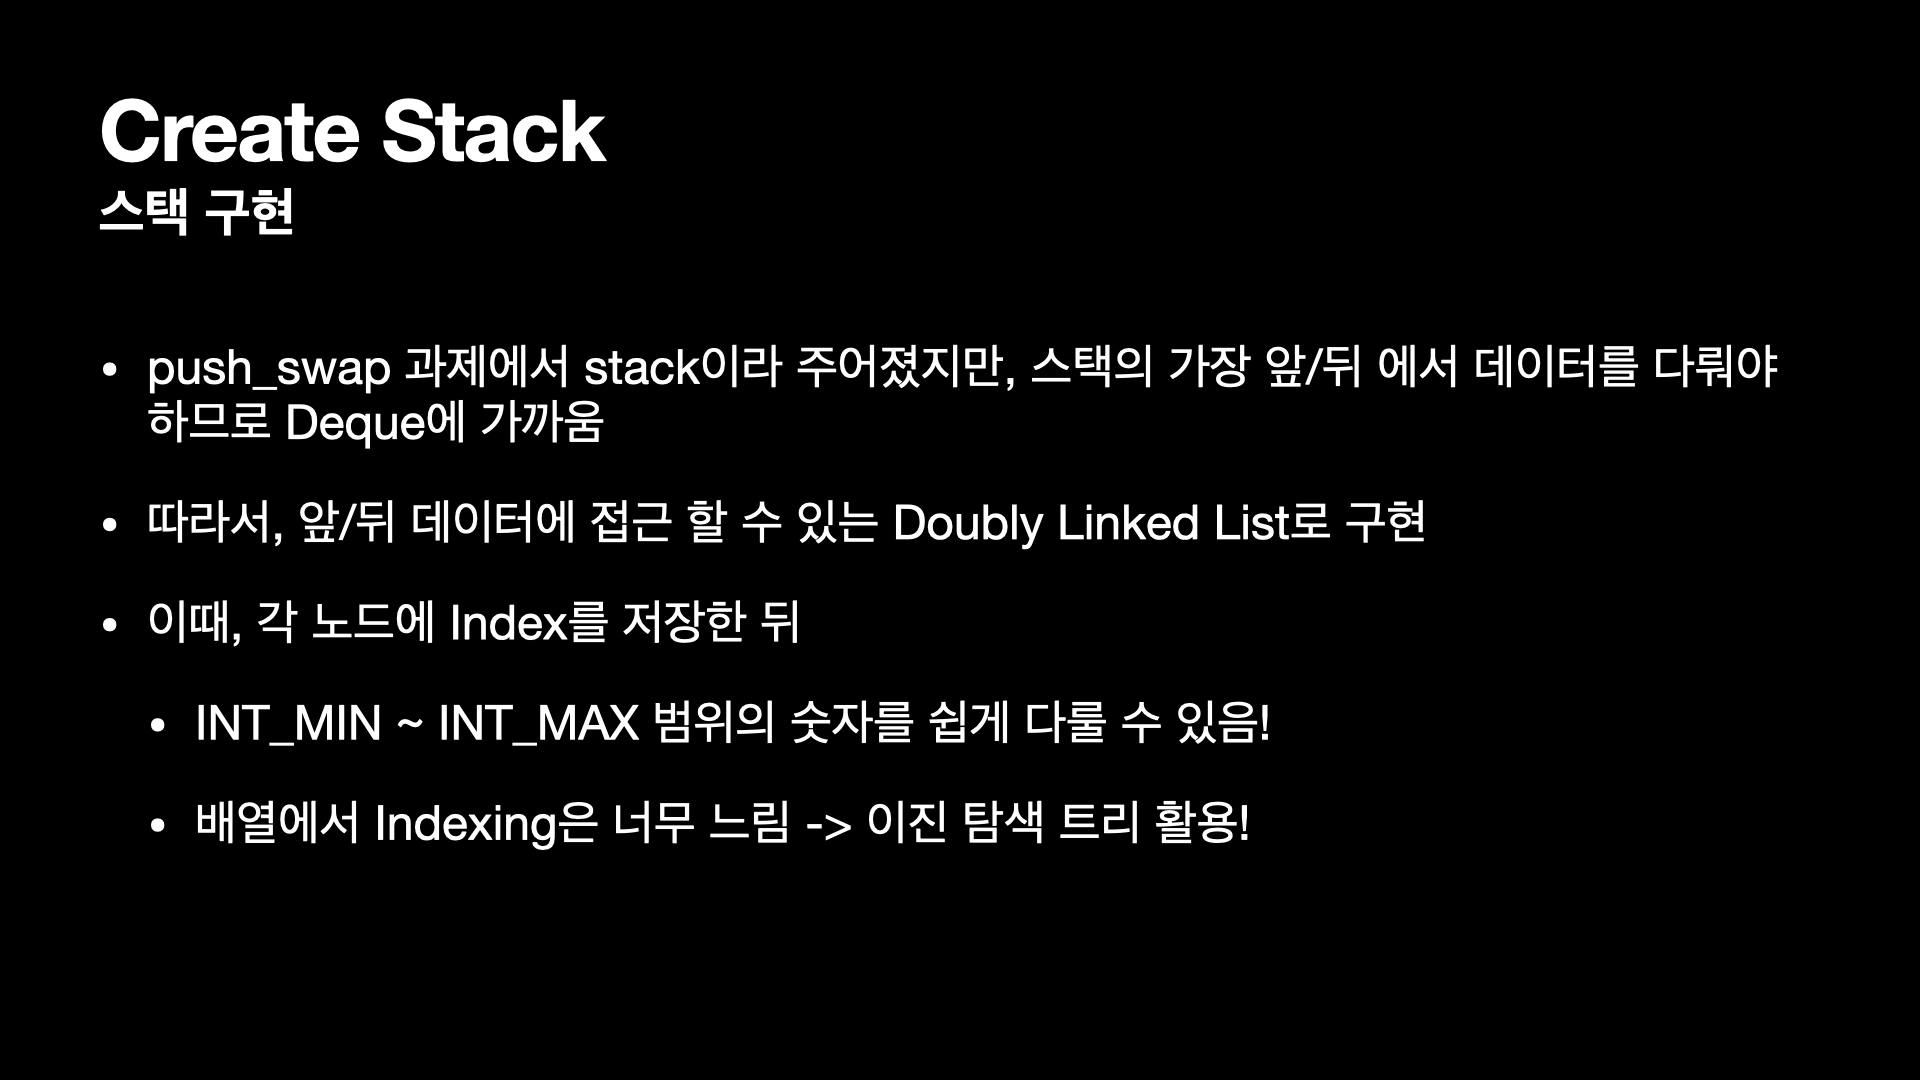 Create Stack
스택 구현
• push_swap 과제에서 stack이라 주어졌지만, 스택의 가장 앞/뒤 에서 데이터를 다뤄야
하므로 Deque에 가까움
• 따라서, 앞/뒤 데이터에 접근 할 수 있는 Doubly Linked List로 구현
• 이때, 각 노드에 Index를 저장한 뒤
• INT_MIN ~ INT_MAX 범위의 숫자를 쉽게 다룰 수 있음!
• 배열에서 Indexing은 너무 느림 -> 이진 탐색 트리 활용!